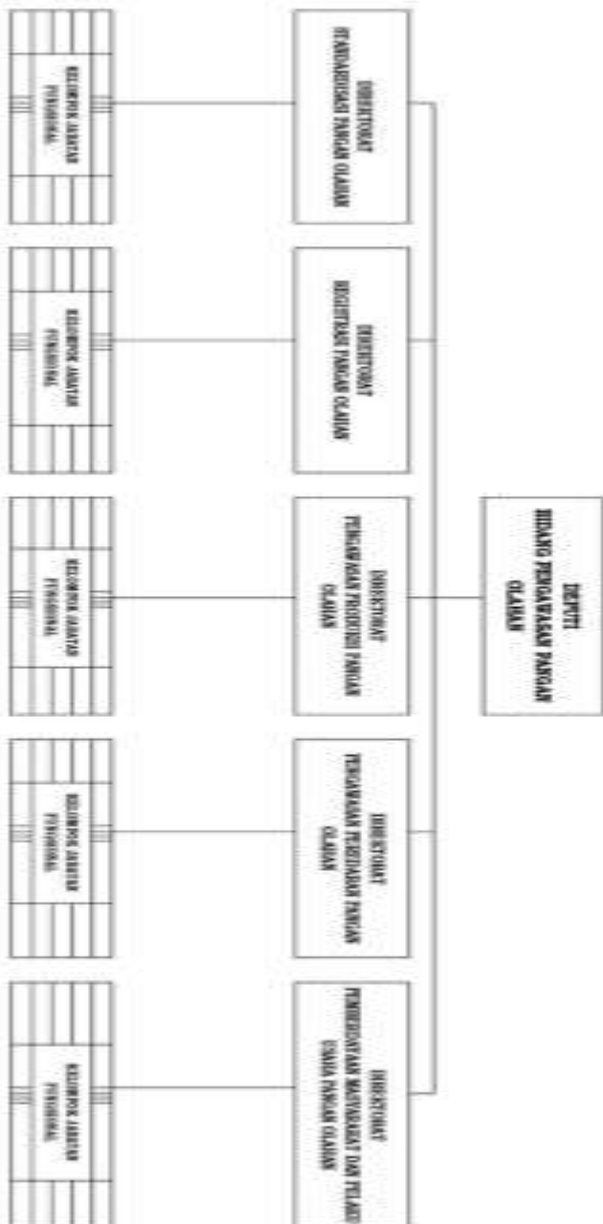 DEPUTI
BIDANG PENGAWASAN PANGAN
OLAHAN
DIREKTORAT
STANDARDISASI PANGAN OLAHAN
DIREKTORAT
REGISTRASI PANGAN OLAHAN
DIREKTORAT
PENGAWASAN PRODUKSI PANGAN
OLAHAN
DIREKTORAT
PENGAWASAN PEREDARAN PANGAN
OLAHAN
DIREKTORAT
PEMBERDAYAAN MASYARAKAT DAN PELAKU
USAHA PANGAN OLAHAN
KELOMPOK JABATAN
FUNGSIONAL
KELOMPOK JABATAN
FUNGSIONAL
KELOMPOK JABATAN
FUNGSIONAL
KELOMPOK JABATAN
FUNGSIONAL
KELOMPOK JABATAN
FUNGSIONAL